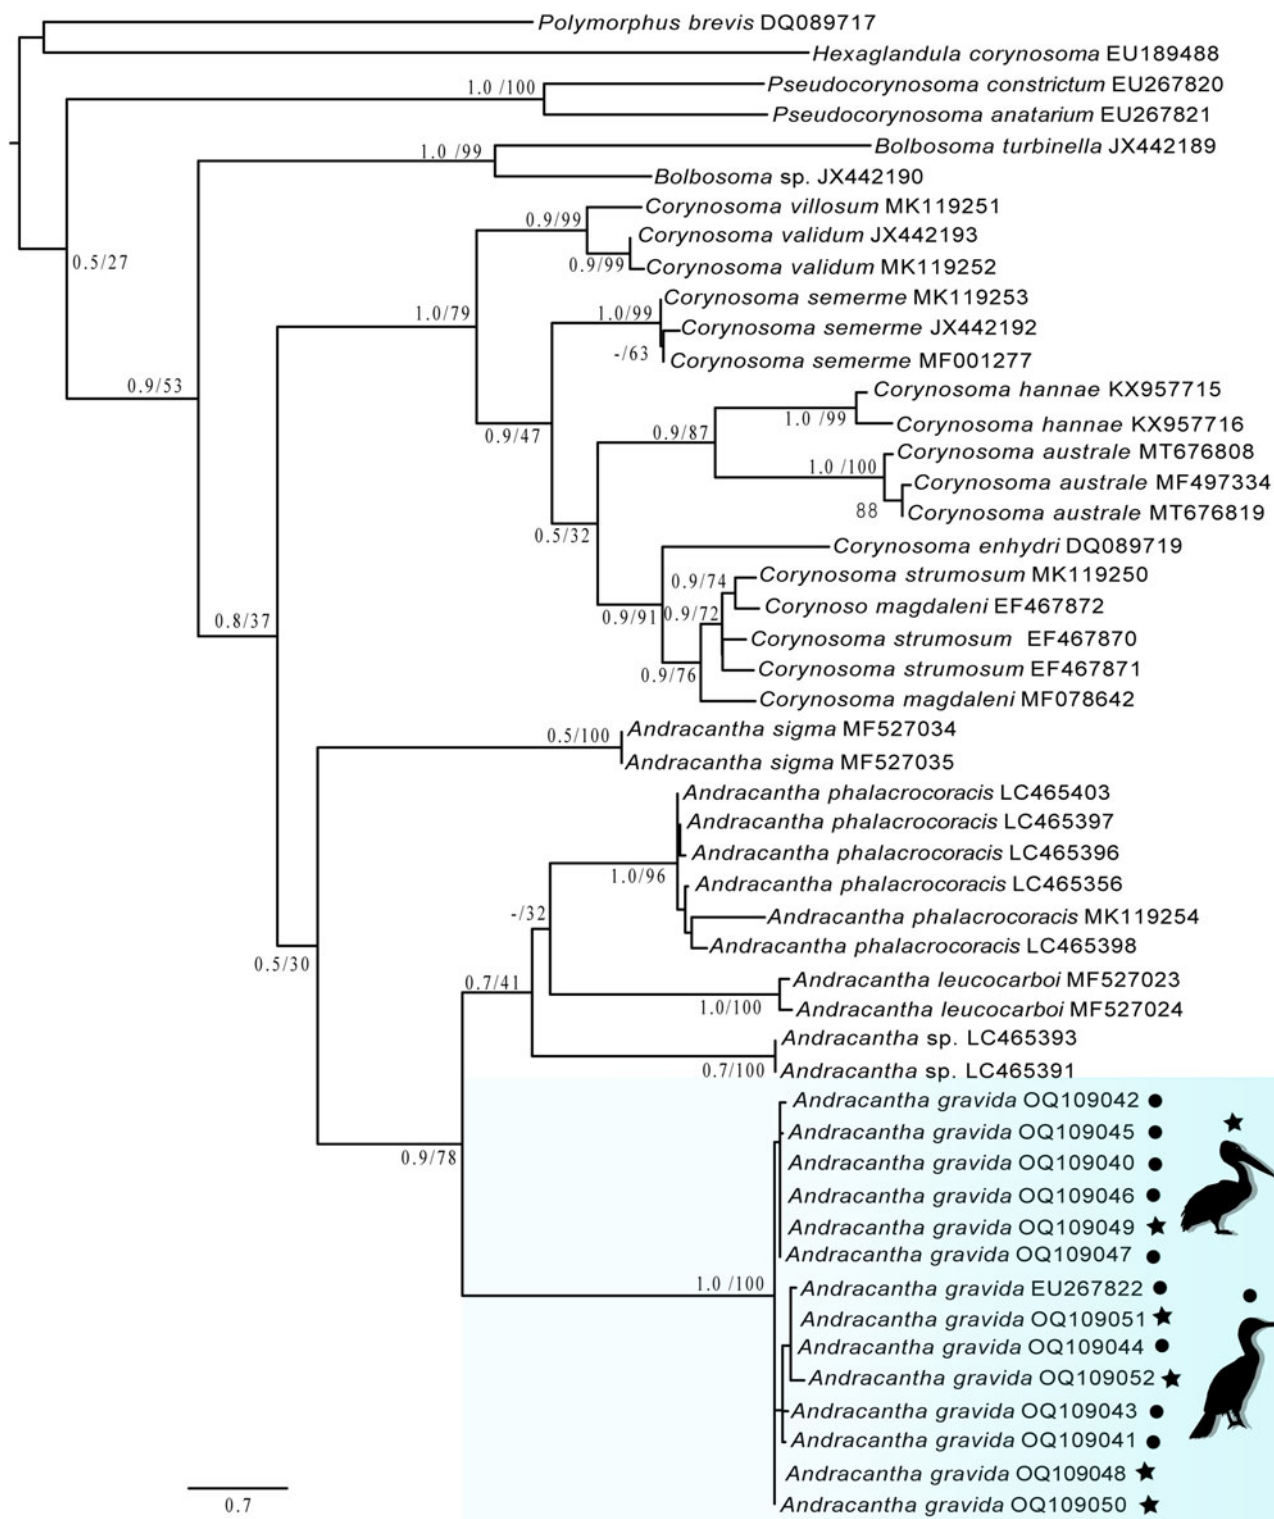 Polymorphus brevis DQ089717
Hexaglandula corynosoma EU189488
1.0 /100
Pseudocorynosoma constrictum EU267820
Pseudocorynosoma anatarium EU267821
1.0 /99
Bolbosoma turbinella JX442189
Bolbosoma sp. JX442190
Corynosoma villosum MK119251
0.9/99
Corynosoma validum JX442193
0.5/27
0.9/99
Corynosoma validum MK119252
Corynosoma semerme MK119253
1.0/79
1.0/99
Corynosoma semerme JX442192
-/63
Corynosoma semerme MF001277
0.9/53
Corynosoma hannae KX957715
1.0 /99
Corynosoma hannae KX957716
0.9/47
0.9/87
Corynosoma australe MT676808
1.0 /100
Corynosoma australe MF497334
88
Corynosoma australe MT676819
0.5/32
Corynosoma enhydri DQ089719
0.9/74
Corynosoma strumosum MK119250
Corynoso magdaleni EF467872
0.8/37
0.9/91
0.9/72
Corynosoma strumosum EF467870
Corynosoma strumosum EF467871
0.9/76
Corynosoma magdaleni MF078642
0.5/100
Andracantha sigma MF527034
Andracantha sigma MF527035
Andracantha phalacrocoracis LC465403
Andracantha phalacrocoracis LC465397
Andracantha phalacrocoracis LC465396
1.0/96
Andracantha phalacrocoracis LC465356
-/32
Andracantha phalacrocoracis MK119254
Andracantha phalacrocoracis LC465398
0.5/30
0.7/41
Andracantha leucocarboi MF527023
1.0/100
Andracantha leucocarboi MF527024
Andracantha sp. LC465393
0.7/100
Andracantha sp. LC465391
Andracantha gravida OQ109042
Andracantha gravida OQ109045
0.9/78
Andracantha gravida OQ109040
Andracantha gravida OQ109046
Andracantha gravida OQ109049
Andracantha gravida OQ109047
1.0 /100
Andracantha gravida EU267822
Andracantha gravida OQ109051
Andracantha gravida OQ109044
Andracantha gravida OQ109052
Andracantha gravida OQ109043
Andracantha gravida OQ109041
Andracantha gravida OQ109048
Andracantha gravida OQ109050
0.7